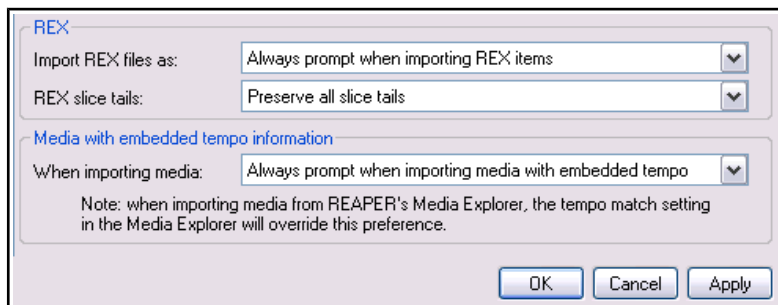 REX
Import REX files as: Always prompt when importing REX items
REX slice tails: Preserve all slice tails
Media with embedded tempo information
When importing media: Always prompt when importing media with embedded tempo
Note: when importing media from REAPER's Media Explorer, the tempo match setting
in the Media Explorer will override this preference.
OK Cancel Apply